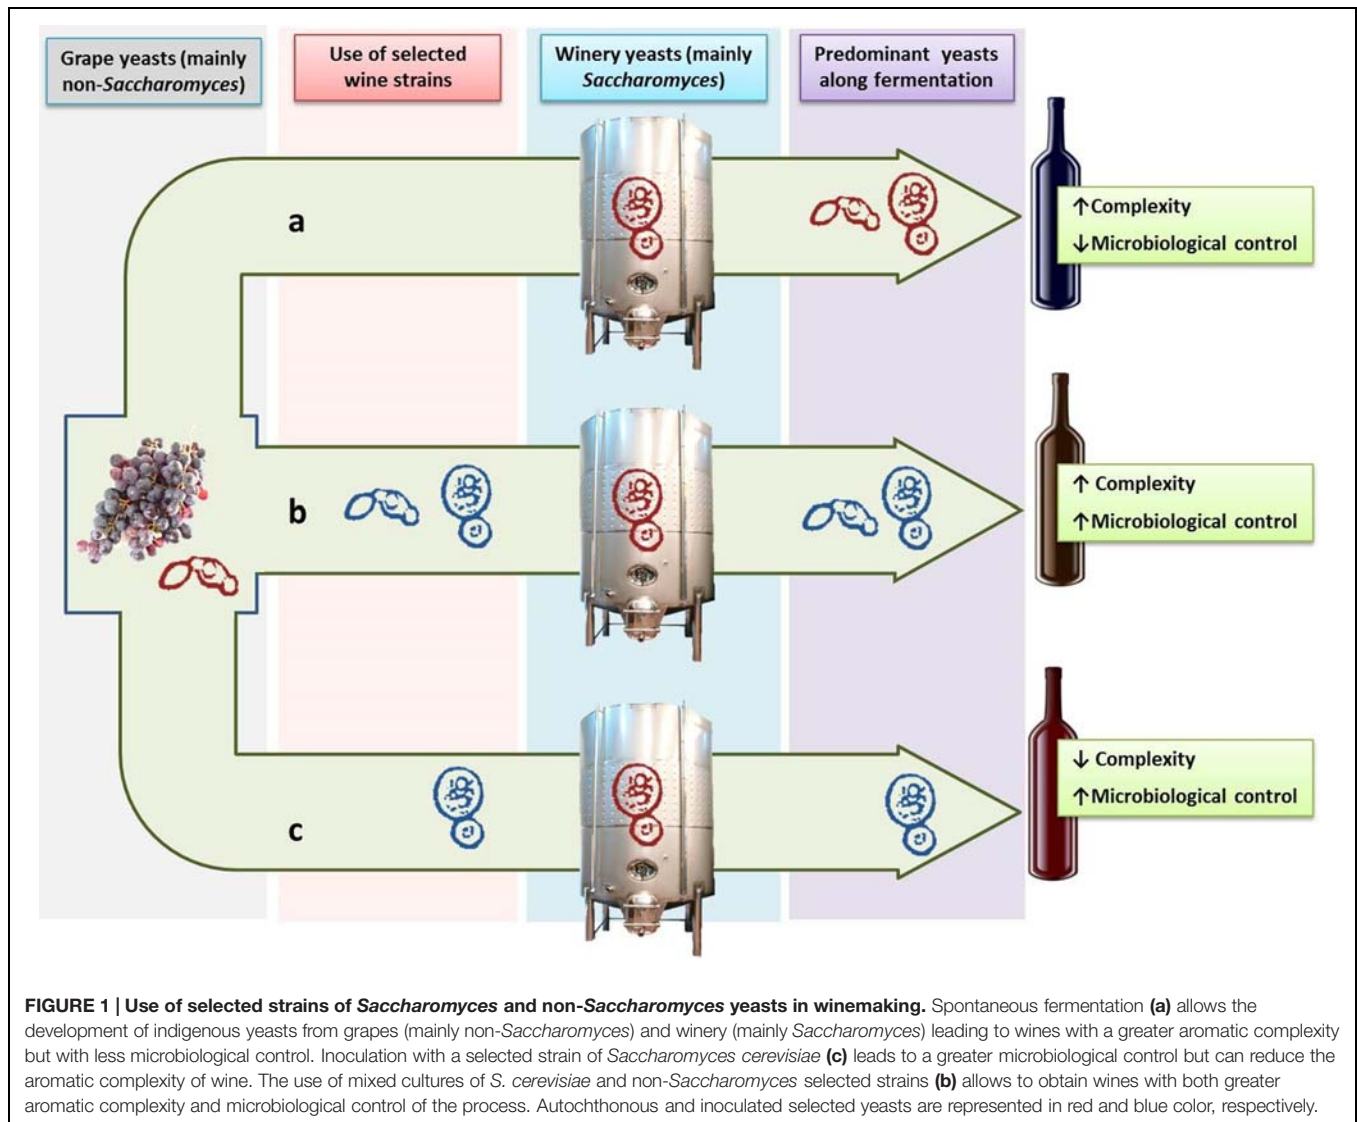 Grape yeasts (mainly
non-Saccharomyces)
Use of selected
wine strains
Winery yeasts (mainly
Saccharomyces)
Predominant yeasts
along fermentation
a
↑Complexity
↓Microbiological control
b
↑ Complexity
↑Microbiological control
c
↓ Complexity
↑Microbiological control
FIGURE 1 | Use of selected strains of Saccharomyces and non-Saccharomyces yeasts in winemaking. Spontaneous fermentation (a) allows the
development of indigenous yeasts from grapes (mainly non-Saccharomyces) and winery (mainly Saccharomyces) leading to wines with a greater aromatic complexity
but with less microbiological control. Inoculation with a selected strain of Saccharomyces cerevisiae (c) leads to a greater microbiological control but can reduce the
aromatic complexity of wine. The use of mixed cultures of S. cerevisiae and non-Saccharomyces selected strains (b) allows to obtain wines with both greater
aromatic complexity and microbiological control of the process. Autochthonous and inoculated selected yeasts are represented in red and blue color, respectively.